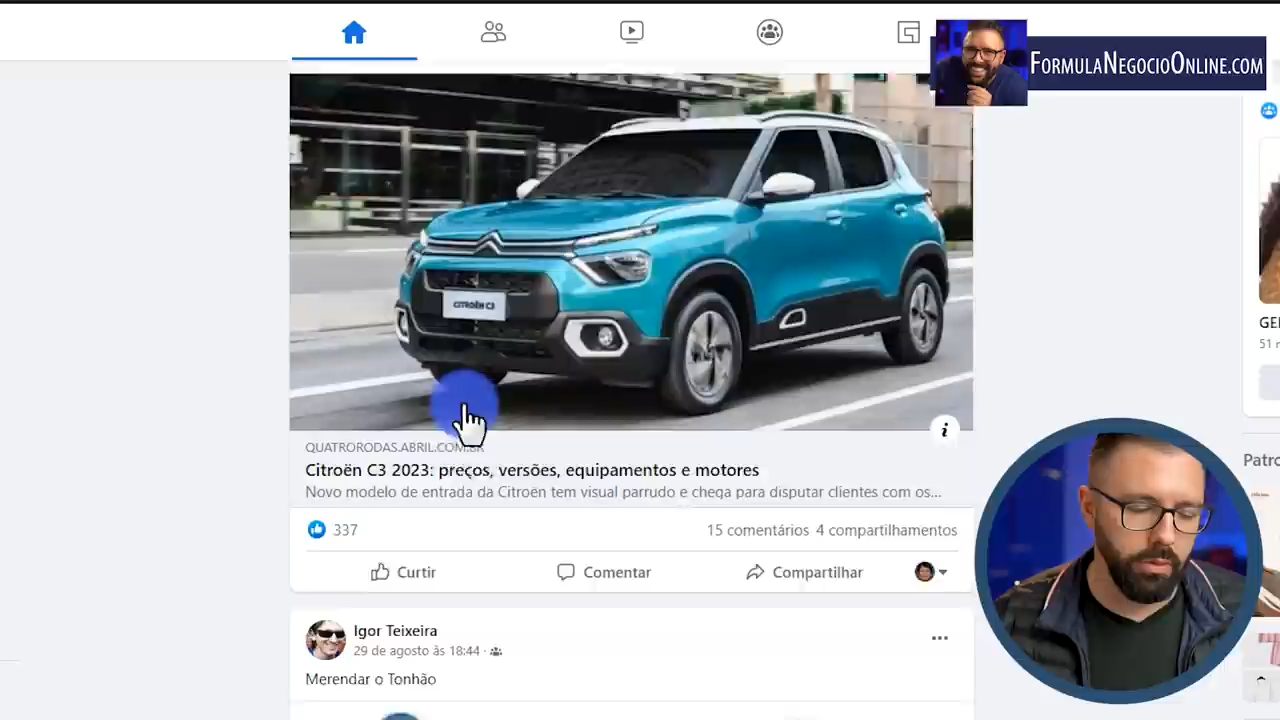 FORMULANEGOCIOONLINE.COM
CITROËN C3
QUATRORODAS.ABRIL.COM.BR
Citroën C3 2023: preços, versões, equipamentos e motores
Novo modelo de entrada da Citroën tem visual parrudo e chega para disputar clientes com os...
337
15 comentários 4 compartilhamentos
Curtir
Comentar
Compartilhar
Igor Teixeira
29 de agosto às 18:44 ·
Merendar o Tonhão
GE
51 m
Patro